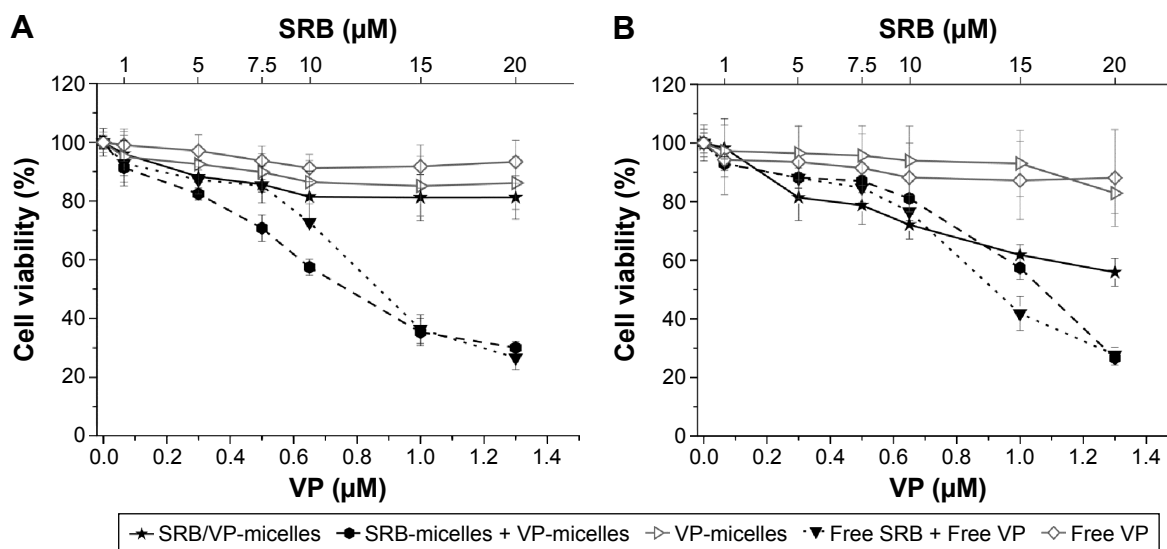 A
SRB (µM)
1 5 7.5 10 15 20
120
100
80
60
40
20
0
Cell viability (%)
0.0 0.2 0.4 0.6 0.8 1.0 1.2 1.4
VP (µM)
B
SRB (µM)
1 5 7.5 10 15 20
120
100
80
60
40
20
0
Cell viability (%)
0.0 0.2 0.4 0.6 0.8 1.0 1.2 1.4
VP (µM)
SRB/VP-micelles SRB-micelles + VP-micelles VP-micelles Free SRB + Free VP Free VP